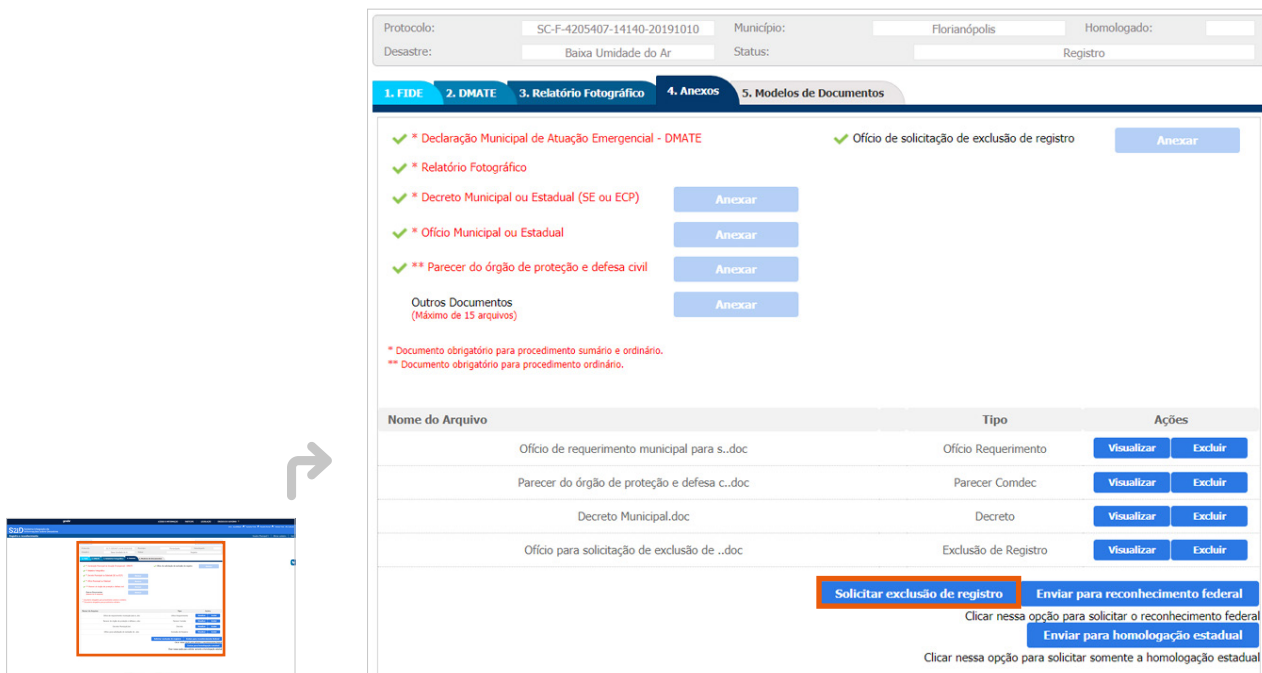 Protocolo: SC-F-4205407-14140-20191010 Município: Florianópolis Homologado:
Desastre: Baixa Umidade do Ar Status: Registro
1. FIDE 2. DMATE 3. Relatório Fotográfico 4. Anexos 5. Modelos de Documentos
* Declaração Municipal de Atuação Emergencial - DMATE Ofício de solicitação de exclusão de registro Anexar
* Relatório Fotográfico
* Decreto Municipal ou Estadual (SE ou ECP) Anexar
* Ofício Municipal ou Estadual Anexar
** Parecer do órgão de proteção e defesa civil Anexar
Outros Documentos Anexar
(Máximo de 15 arquivos)
* Documento obrigatório para procedimento sumário e ordinário.
** Documento obrigatório para procedimento ordinário.
Nome do Arquivo Tipo Ações
Ofício de requerimento municipal para s..doc Ofício Requerimento Visualizar Excluir
Parecer do órgão de proteção e defesa c..doc Parecer Comdec Visualizar Excluir
Decreto Municipal.doc Decreto Visualizar Excluir
Ofício para solicitação de exclusão de ..doc Exclusão de Registro Visualizar Excluir
Solicitar exclusão de registro Enviar para reconhecimento federal
Clicar nessa opção para solicitar o reconhecimento federal
Enviar para homologação estadual
Clicar nessa opção para solicitar somente a homologação estadual
S2iD